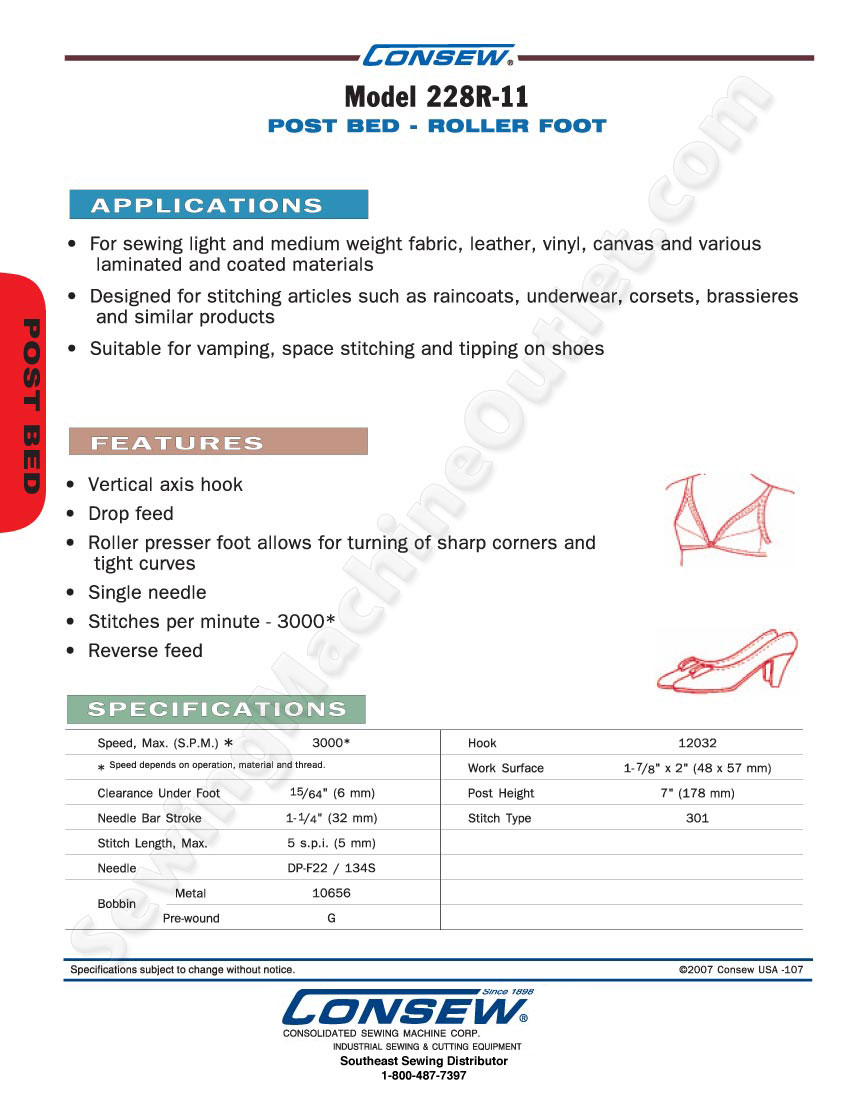 CONSEW®
Model 228R-11
POST BED - ROLLER FOOT
APPLICATIONS
• For sewing light and medium weight fabric, leather, vinyl, canvas and various
laminated and coated materials
• Designed for stitching articles such as raincoats, underwear, corsets, brassieres
and similar products
• Suitable for vamping, space stitching and tipping on shoes
POST BED
FEATURES
• Vertical axis hook
• Drop feed
• Roller presser foot allows for turning of sharp corners and
tight curves
• Single needle
• Stitches per minute - 3000*
• Reverse feed
SPECIFICATIONS
Speed, Max. (S.P.M.) * 3000*
* Speed depends on operation, material and thread.
Clearance Under Foot 15/64" (6 mm)
Needle Bar Stroke 1-1/4" (32 mm)
Stitch Length, Max. 5 s.p.i. (5 mm)
Needle DP-F22 / 134S
Bobbin
Metal 10656
Pre-wound G
Hook 12032
Work Surface 1-7/8" x 2" (48 x 57 mm)
Post Height 7" (178 mm)
Stitch Type 301
Specifications subject to change without notice. ©2007 Consew USA -107
Since 1898
CONSEW®
CONSOLIDATED SEWING MACHINE CORP.
INDUSTRIAL SEWING & CUTTING EQUIPMENT
Southeast Sewing Distributor
1-800-487-7397
SewingMachineOutlet.com